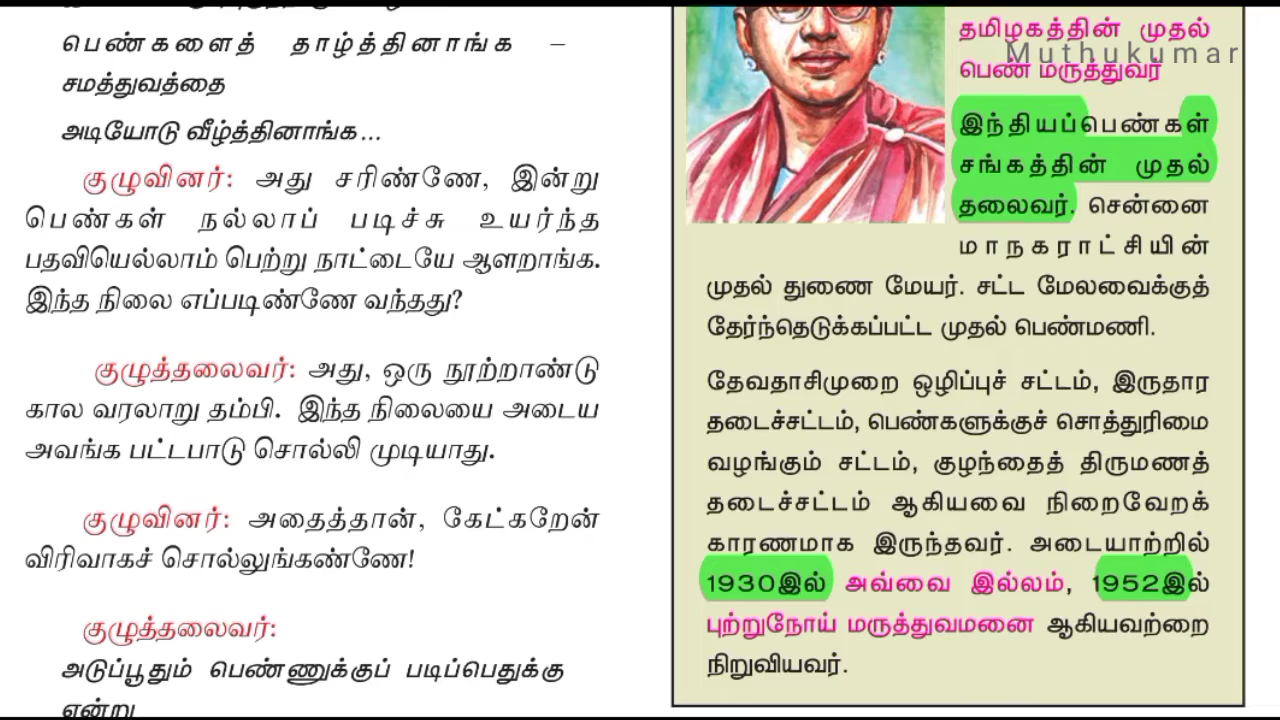 பெண்களைத் தாழ்த்தினாங்க –
சமத்துவத்தை
அடியோடு வீழ்த்தினாங்க...
குழுவினர்: அது சரிண்ணே, இன்று
பெண்கள் நல்லாப் படிச்சு உயர்ந்த
பதவியெல்லாம் பெற்று நாட்டையே ஆளறாங்க.
இந்த நிலை எப்படிண்ணே வந்தது?
குழுத்தலைவர்: அது, ஒரு நூற்றாண்டு
கால வரலாறு தம்பி. இந்த நிலையை அடைய
அவங்க பட்டபாடு சொல்லி முடியாது.
குழுவினர்: அதைத்தான், கேட்கறேன்
விரிவாகச் சொல்லுங்கண்ணே!
குழுத்தலைவர்:
அடுப்பூதும் பெண்ணுக்குப் படிப்பெதுக்கு
என்று
தமிழகத்தின் முதல்
Muthukumar
பெண் மருத்துவர்
இந்தியப்பெண்கள்
சங்கத்தின் முதல்
தலைவர். சென்னை
மாநகராட்சியின்
முதல் துணை மேயர். சட்ட மேலவைக்குத்
தேர்ந்தெடுக்கப்பட்ட முதல் பெண்மணி.
தேவதாசிமுறை ஒழிப்புச் சட்டம், இருதார
தடைச்சட்டம், பெண்களுக்குச் சொத்துரிமை
வழங்கும் சட்டம், குழந்தைத் திருமணத்
தடைச்சட்டம் ஆகியவை நிறைவேறக்
காரணமாக இருந்தவர். அடையாற்றில்
1930இல் அவ்வை இல்லம், 1952இல்
புற்றுநோய் மருத்துவமனை ஆகியவற்றை
நிறுவியவர்.